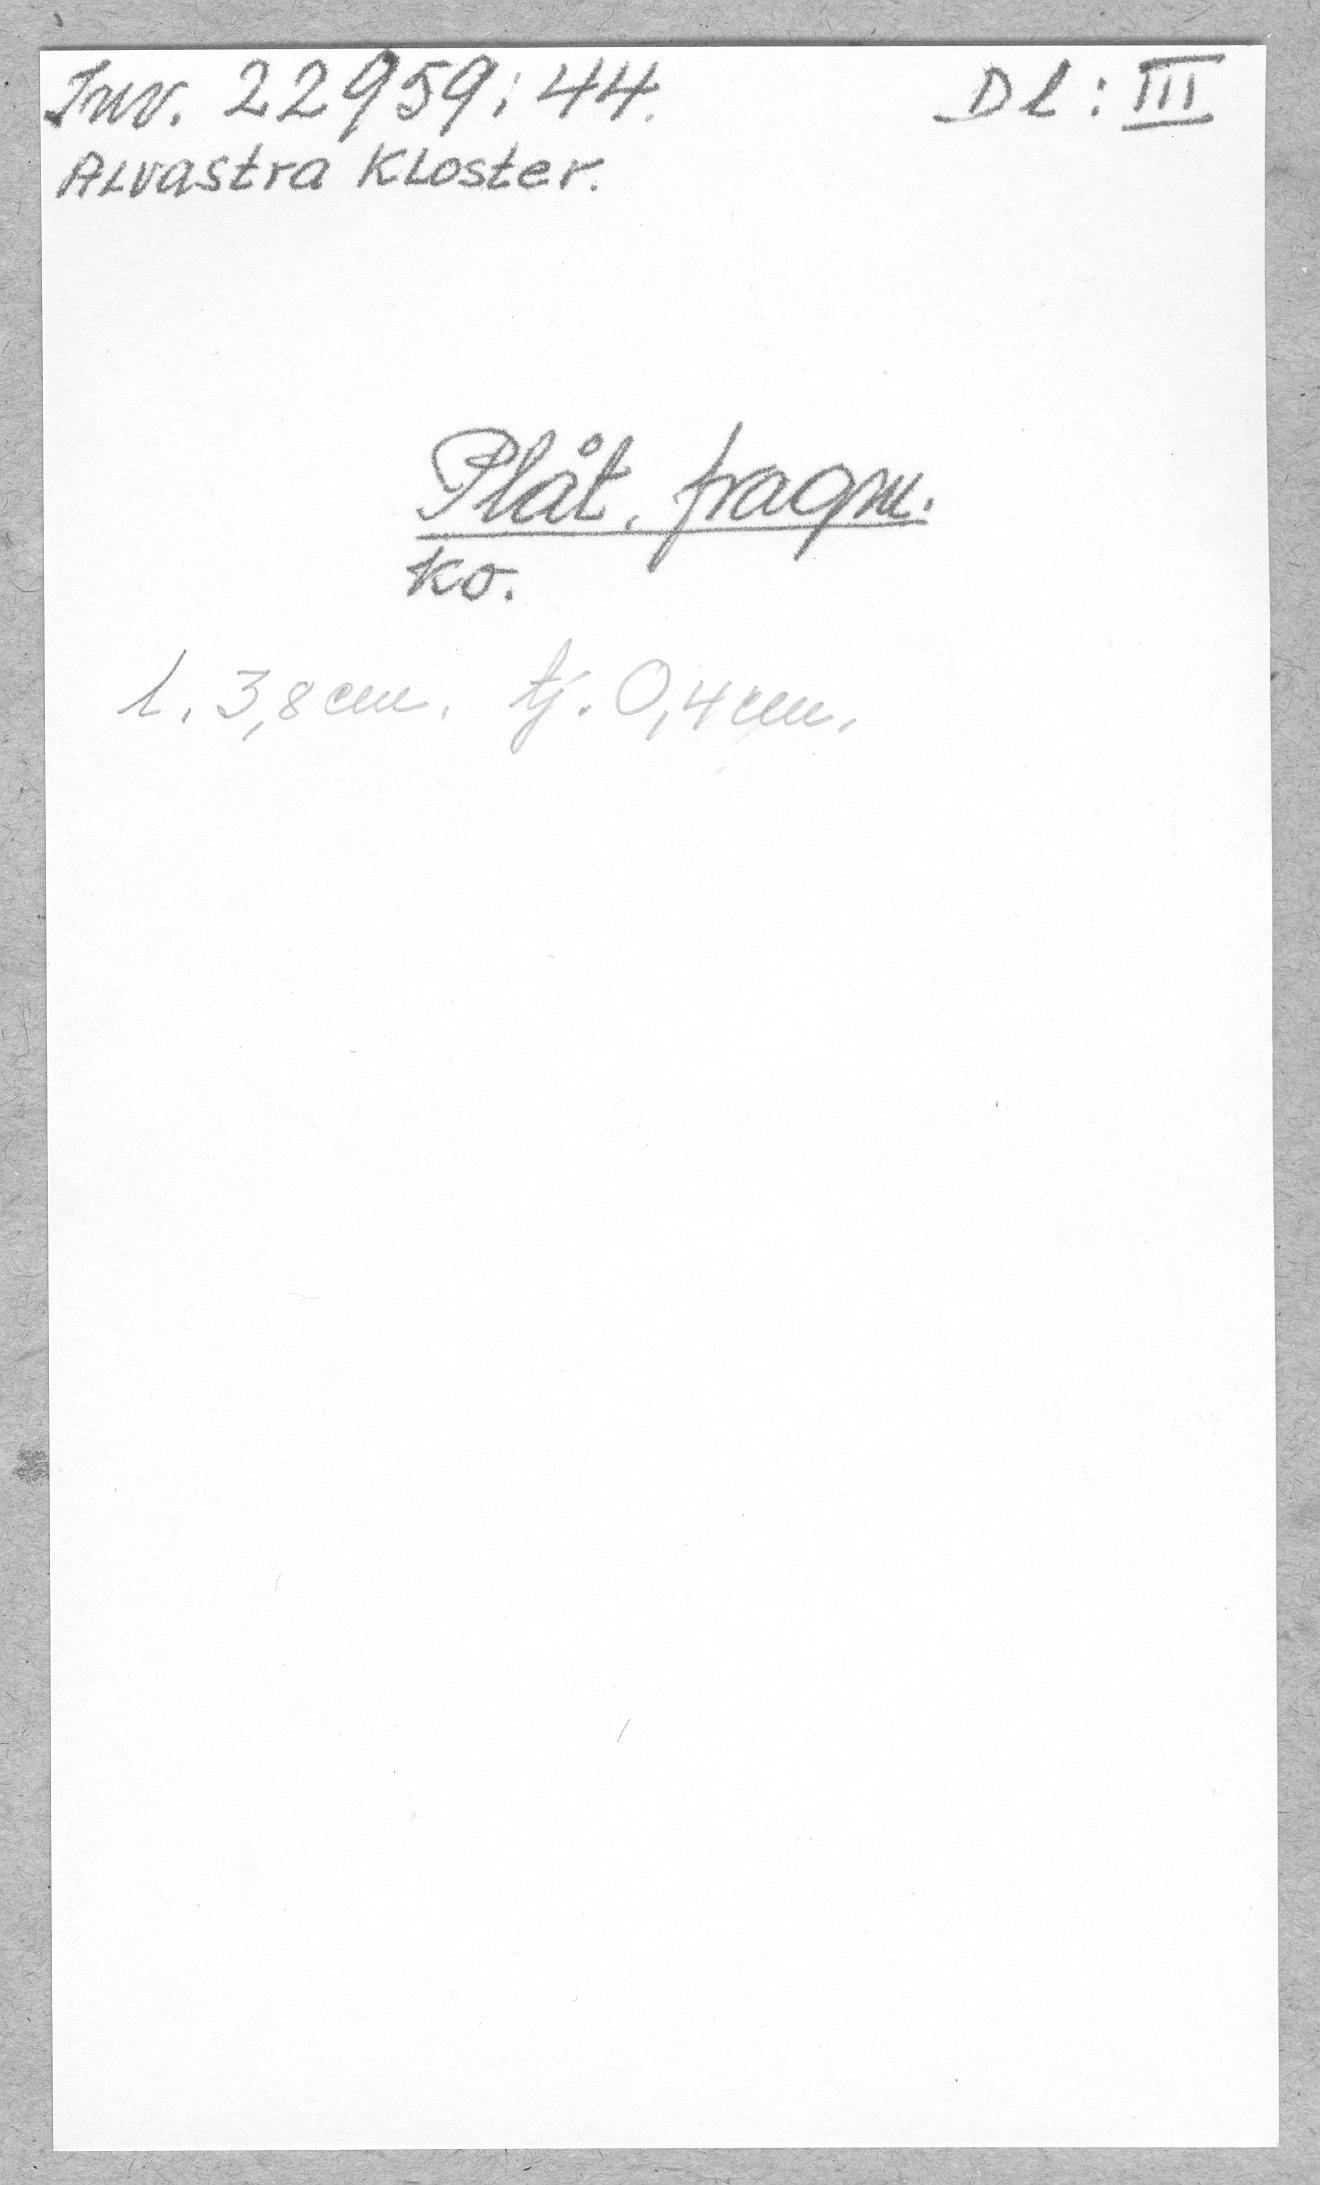 Inv. 22959:44. Dl: III
Alvastra Kloster.
Plåt, fragm.
ko.
l. 3,8 cm. tj. 0,4 cm.